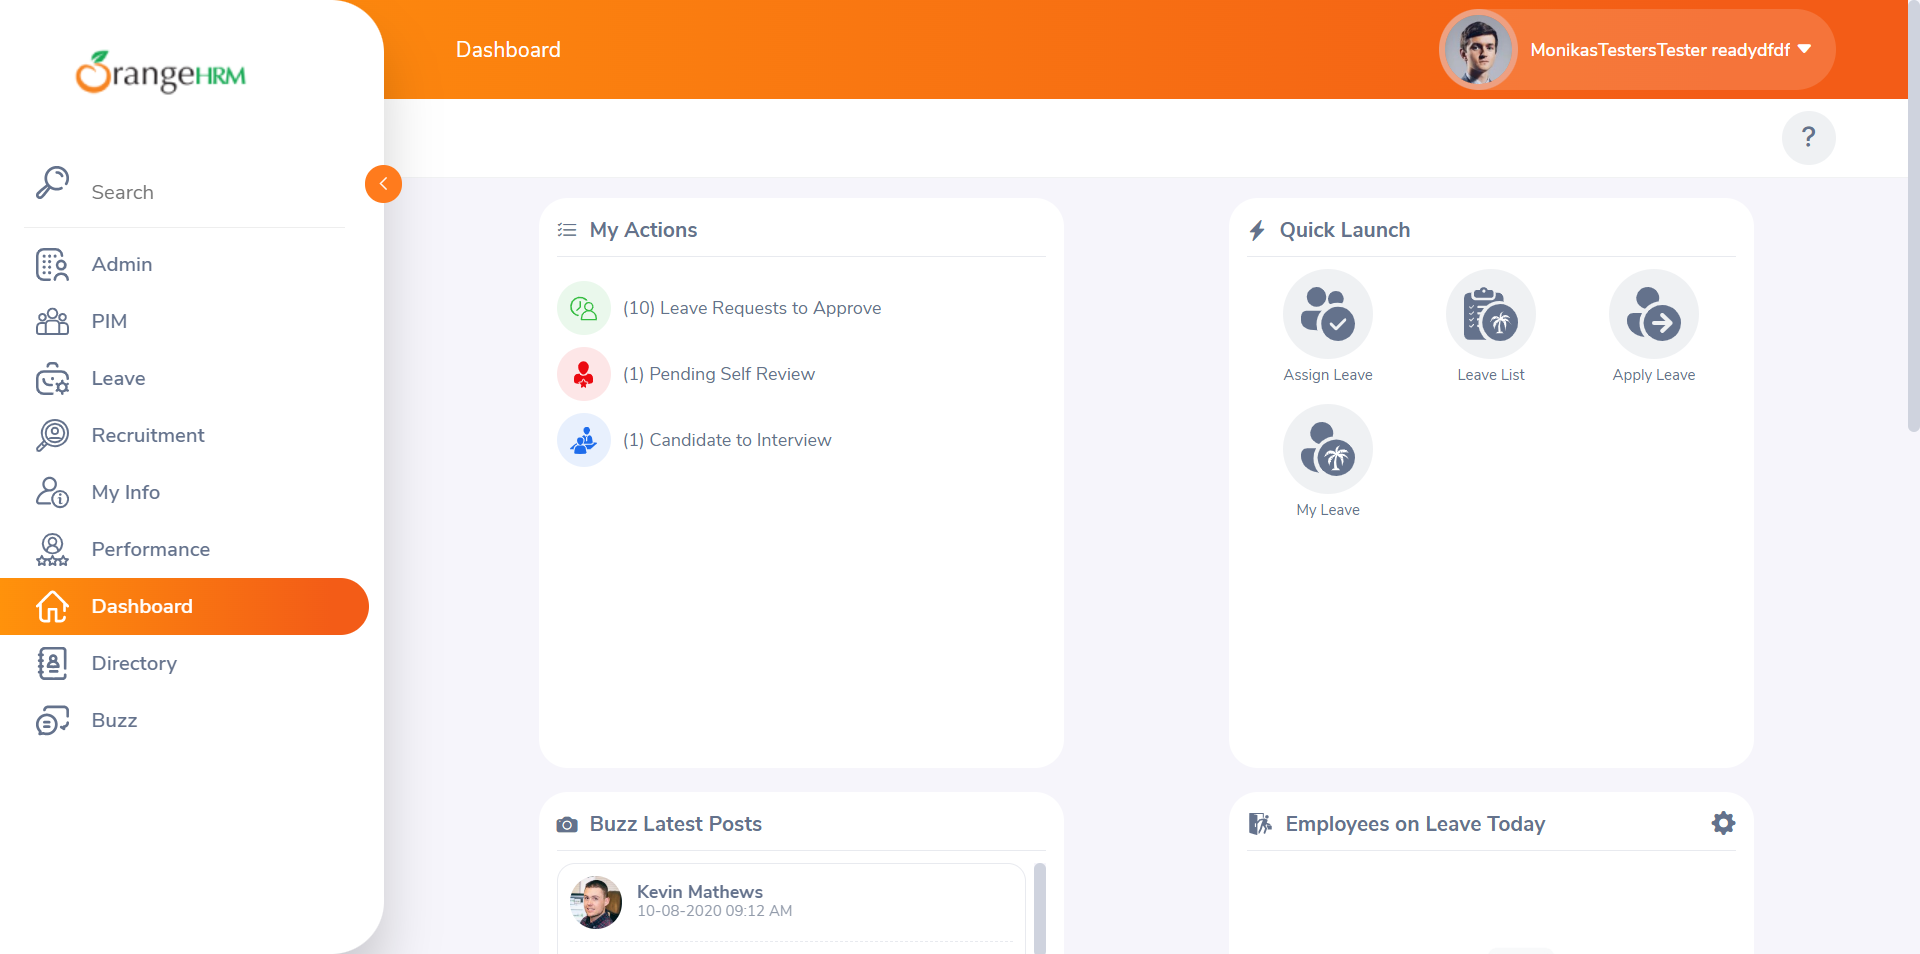 OrangeHRM
Search
Admin
PIM
Leave
Recruitment
My Info
Performance
Dashboard
Directory
Buzz
Dashboard
MonikasTestersTester readydfdf
?
My Actions
(10) Leave Requests to Approve
(1) Pending Self Review
(1) Candidate to Interview
Quick Launch
Assign Leave
Leave List
Apply Leave
My Leave
Buzz Latest Posts
Kevin Mathews
10-08-2020 09:12 AM
Employees on Leave Today